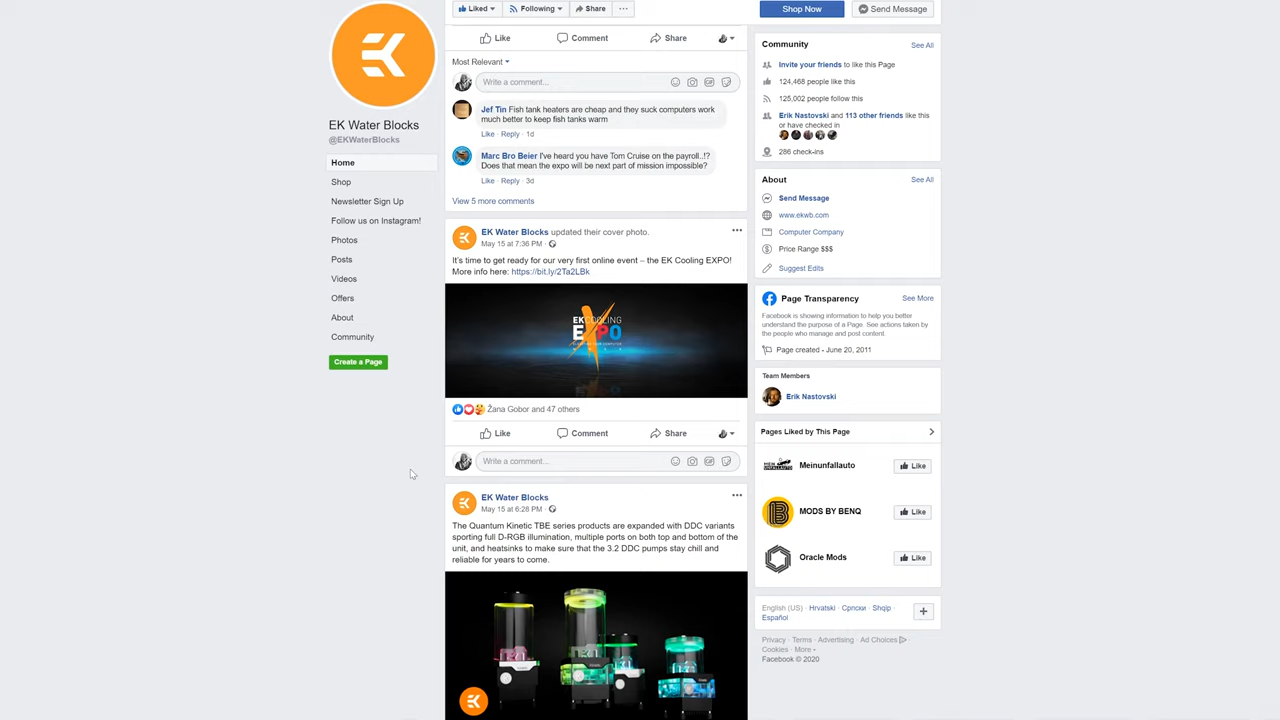 Liked
Following
Share
Shop Now
Send Message
EK Water Blocks
@EKWaterBlocks
Home
Shop
Newsletter Sign Up
Follow us on Instagram!
Photos
Posts
Videos
Offers
About
Community
Create a Page
Like
Comment
Share
Most Relevant
Write a comment...
Jef Tin Fish tank heaters are cheap and they suck computers work
much better to keep fish tanks warm
Like · Reply · 1d
Marc Bro Beier I've heard you have Tom Cruise on the payroll..!?
Does that mean the expo will be next part of mission impossible?
Like · Reply · 3d
View 5 more comments
EK Water Blocks updated their cover photo.
May 15 at 7:36 PM ·
It's time to get ready for our very first online event – the EK Cooling EXPO!
More info here: https://bit.ly/2Ta2LBk
EK COOLING
EXPO
Žana Gobor and 47 others
Like
Comment
Share
Write a comment...
EK Water Blocks
May 15 at 6:28 PM ·
The Quantum Kinetic TBE series products are expanded with DDC variants
sporting full D-RGB illumination, multiple ports on both top and bottom of the
unit, and heatsinks to make sure that the 3.2 DDC pumps stay chill and
reliable for years to come.
Community
See All
Invite your friends to like this Page
124,468 people like this
125,002 people follow this
Erik Nastovski and 113 other friends like this
or have checked in
286 check-ins
About
See All
Send Message
www.ekwb.com
Computer Company
Price Range $$$
Suggest Edits
Page Transparency
See More
Facebook is showing information to help you better
understand the purpose of a Page. See actions taken by
the people who manage and post content.
Page created - June 20, 2011
Team Members
Erik Nastovski
Pages Liked by This Page
Meinunfallauto
Like
MODS BY BENQ
Like
Oracle Mods
Like
English (US) · Hrvatski · Српски · Shqip ·
Español
Privacy · Terms · Advertising · Ad Choices ·
Cookies · More
Facebook © 2020